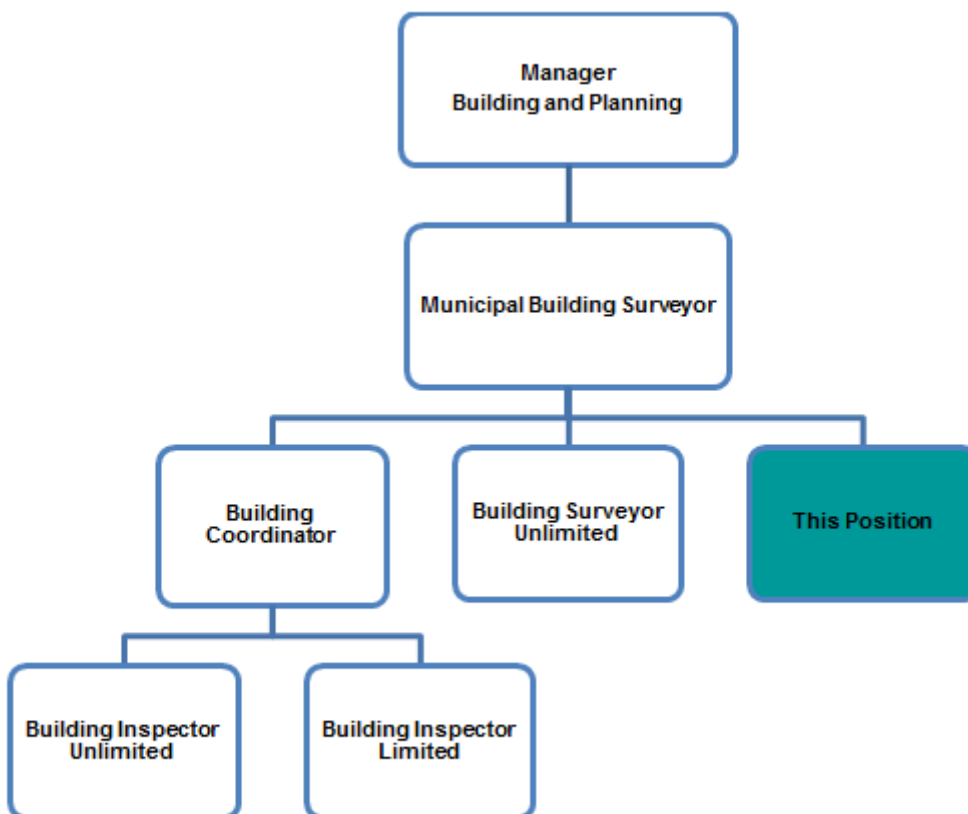 Manager
Building and Planning
Municipal Building Surveyor
Building
Coordinator
Building Surveyor
Unlimited
This Position
Building Inspector
Unlimited
Building Inspector
Limited